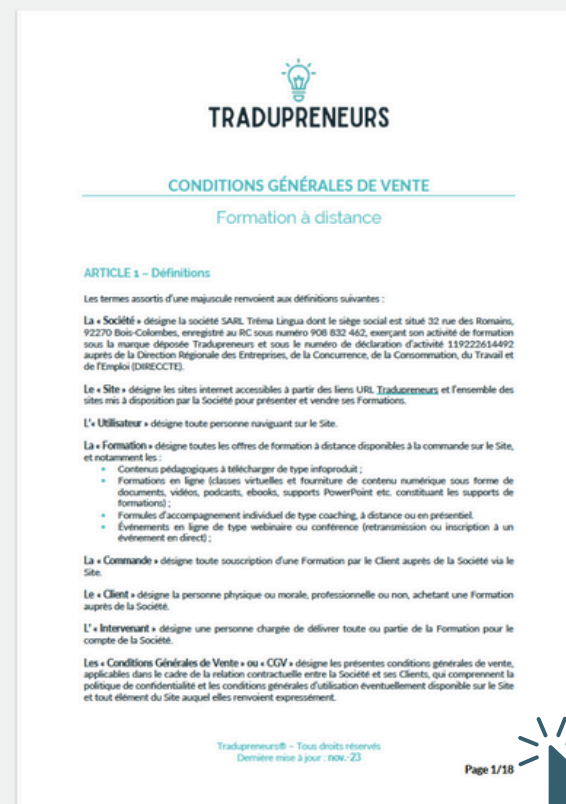 TRADUPRENEURS
CONDITIONS GÉNÉRALES DE VENTE
Formation à distance
ARTICLE 1 – Définitions
Les termes assortis d'une majuscule renvoient aux définitions suivantes :
La « Société » désigne la société SARL Tréma Lingua dont le siège social est situé 32 rue des Romains,
92270 Bois-Colombes, enregistré au RC sous numéro 908 832 462, exerçant son activité de formation
sous la marque déposée Tradupreneurs et sous le numéro de déclaration d'activité 119222614492
auprès de la Direction Régionale des Entreprises, de la Concurrence, de la Consommation, du Travail et
de l'Emploi (DIRECCTE).
Le « Site » désigne les sites internet accessibles à partir des liens URL Tradupreneurs et l'ensemble des
sites mis à disposition par la Société pour présenter et vendre ses Formations.
L'« Utilisateur » désigne toute personne naviguant sur le Site.
La « Formation » désigne toutes les offres de formation à distance disponibles à la commande sur le Site,
et notamment les :
• Contenus pédagogiques à télécharger de type infoproduit ;
• Formations en ligne (classes virtuelles et fourniture de contenu numérique sous forme de
documents, vidéos, podcasts, ebooks, supports PowerPoint etc. constituant les supports de
formations) ;
• Formules d'accompagnement individuel de type coaching, à distance ou en présentiel.
• Événements en ligne de type webinaire ou conférence (retransmission ou inscription à un
événement en direct) ;
La « Commande » désigne toute souscription d'une Formation par le Client auprès de la Société via le
Site.
Le « Client » désigne la personne physique ou morale, professionnelle ou non, achetant une Formation
auprès de la Société.
L' « Intervenant » désigne une personne chargée de délivrer toute ou partie de la Formation pour le
compte de la Société.
Les « Conditions Générales de Vente » ou « CGV » désigne les présentes conditions générales de vente,
applicables dans le cadre de la relation contractuelle entre la Société et ses Clients, qui comprennent la
politique de confidentialité et les conditions générales d'utilisation éventuellement disponible sur le Site
et tout élément du Site auquel elles renvoient expressément.
Tradupreneurs® – Tous droits réservés
Dernière mise à jour : nov.-23
Page 1/18